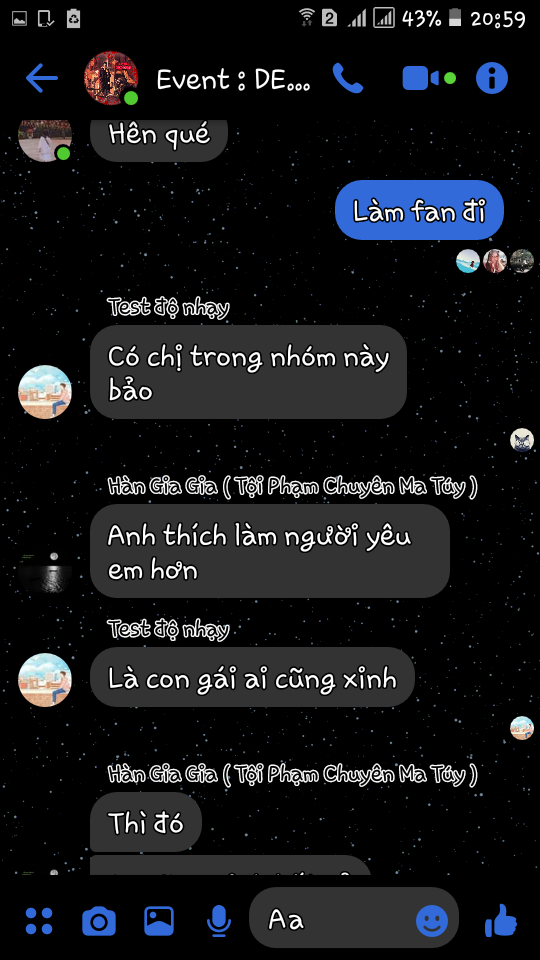 2 43% 20:59
Event : DE...
Hên qué
Làm fan đi
Test độ nhạy
Có chị trong nhóm này
bảo
Hàn Gia Gia ( Tội Phạm Chuyên Ma Túy )
Anh thích làm người yêu
em hơn
Test độ nhạy
Là con gái ai cũng xinh
Hàn Gia Gia ( Tội Phạm Chuyên Ma Túy )
Thì đó
Aa